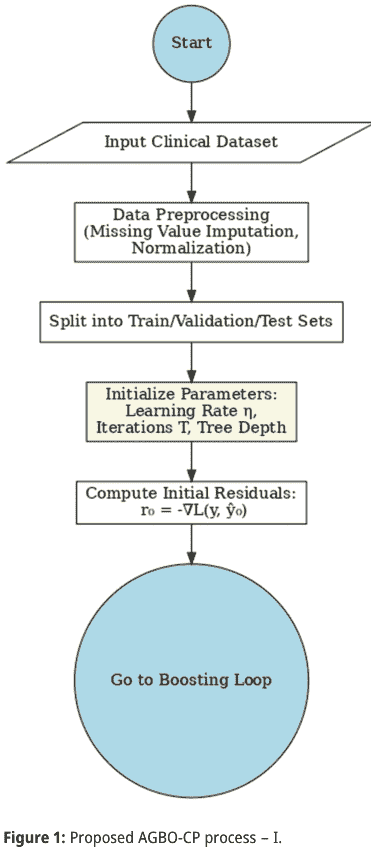 Start
Input Clinical Dataset
Data Preprocessing
(Missing Value Imputation,
Normalization)
Split into Train/Validation/Test Sets
Initialize Parameters:
Learning Rate η,
Iterations T, Tree Depth
Compute Initial Residuals:
r₀ = -∇L(y, ŷ₀)
Go to Boosting Loop
Figure 1: Proposed AGBO-CP process – I.